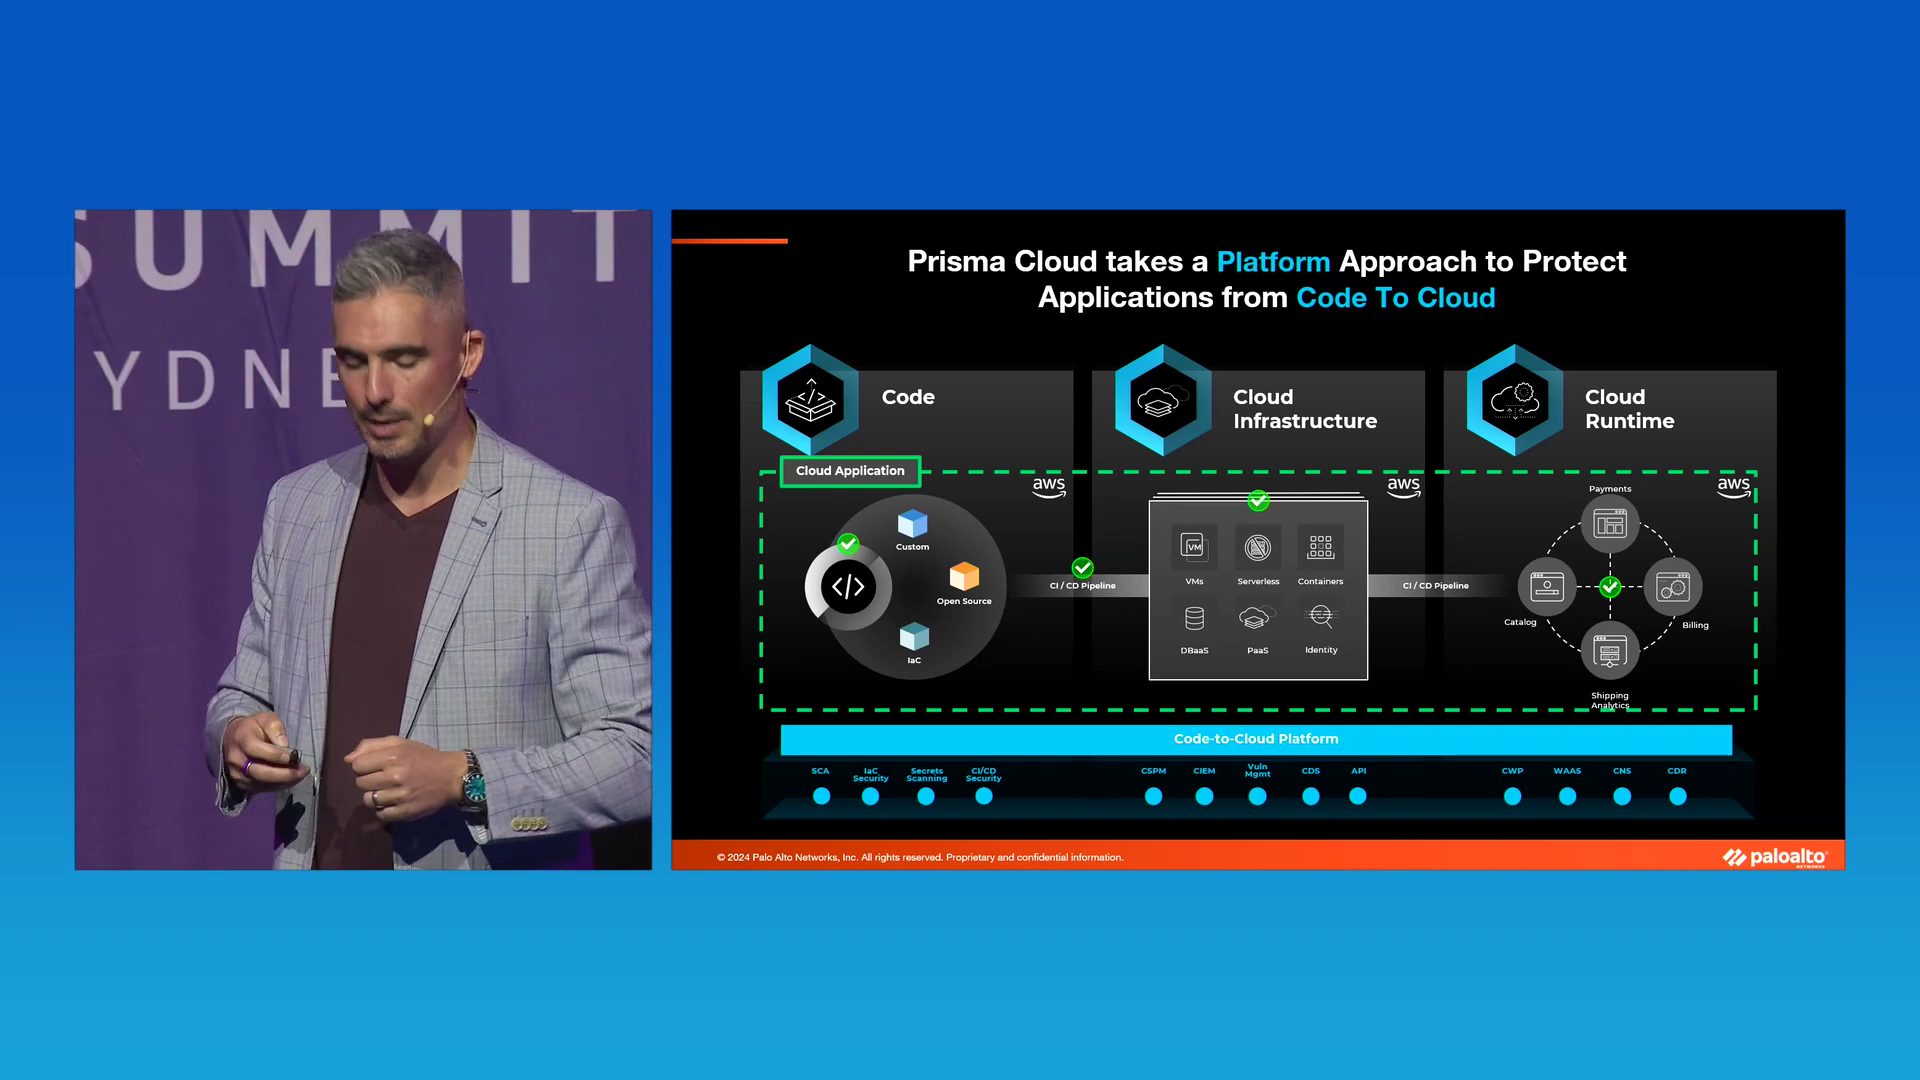 SUMMIT
YDNE
Prisma Cloud takes a Platform Approach to Protect
Applications from Code To Cloud
Code
Cloud
Infrastructure
Cloud
Runtime
Cloud Application
aws
aws
aws
Custom
Open Source
IaC
CI / CD Pipeline
VM
VMs
Serverless
Containers
DBaaS
PaaS
Identity
CI / CD Pipeline
Payments
Catalog
Billing
Shipping
Analytics
Code-to-Cloud Platform
SCA
IaC
Security
Secrets
Scanning
CI/CD
Security
CSPM
CIEM
Vuln
Mgmt
CDS
API
CWP
WAAS
CNS
CDR
© 2024 Palo Alto Networks, Inc. All rights reserved. Proprietary and confidential information.
paloalto
NETWORKS